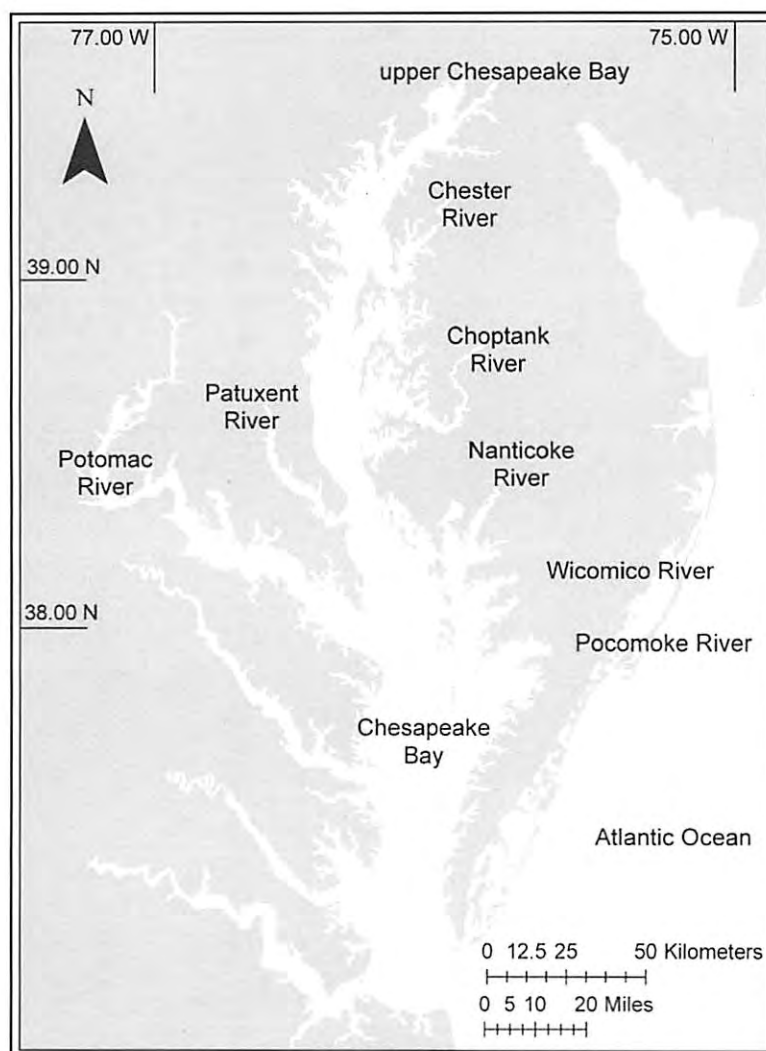 77.00 W
75.00 W
upper Chesapeake Bay
N
Chester
River
39.00 N
Choptank
River
Patuxent
River
Nanticoke
River
Potomac
River
Wicomico River
38.00 N
Pocomoke River
Chesapeake
Bay
Atlantic Ocean
0 12.5 25 50 Kilometers
0 5 10 20 Miles